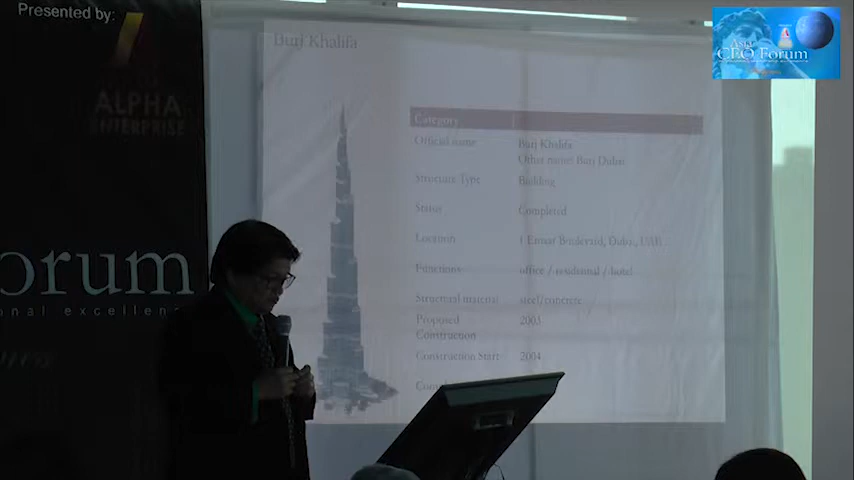 Presented by:
ALPHA
ENTERPRISE
CEO Forum
Burj Khalifa
Category
Official name Burj Khalifa
Other name: Burj Dubai
Structure Type Building
Status Completed
Location 1 Emaar Boulevard, Dubai, UAE
Functions office / residential / hotel
Structural material steel/concrete
Proposed 2003
Construction
Construction Start 2004
orum
onal excellen